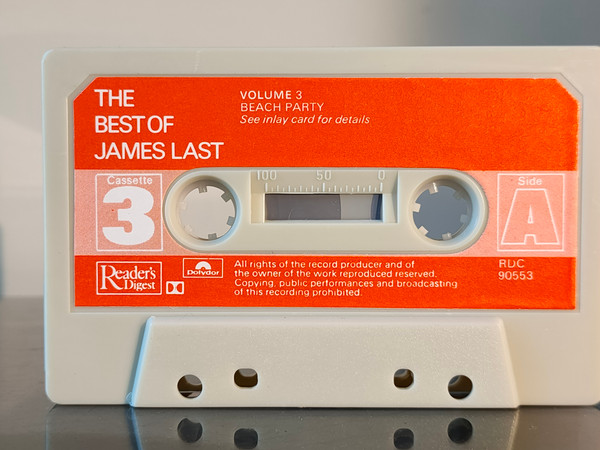 THE
BEST OF
JAMES LAST
VOLUME 3
BEACH PARTY
See inlay card for details
Cassette
3
100 50 0
Side
A
Reader's
Digest
Polydor
All rights of the record producer and of
the owner of the work reproduced reserved.
Copying, public performances and broadcasting
of this recording prohibited.
RDC
90553